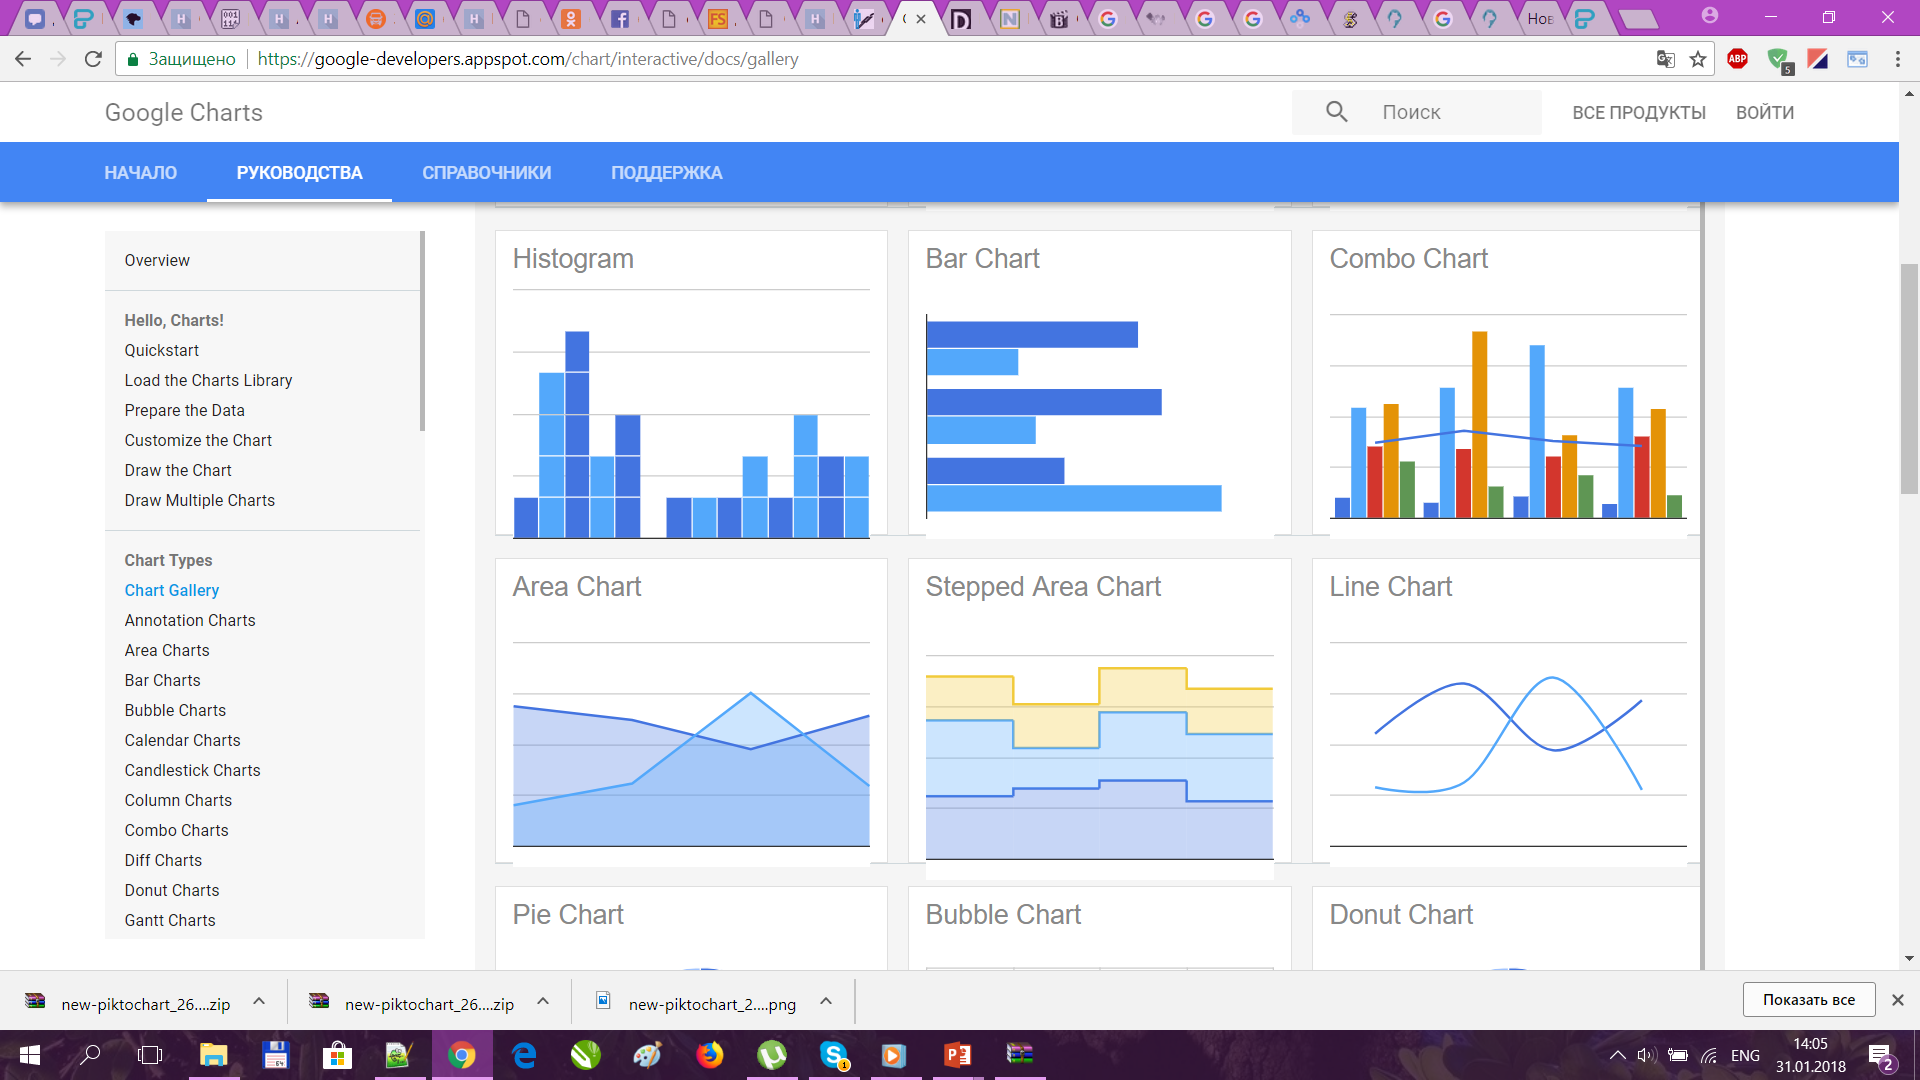 Нов
Защищено
https://google-developers.appspot.com/chart/interactive/docs/gallery
ABP
5
Google Charts
Поиск
ВСЕ ПРОДУКТЫ
ВОЙТИ
НАЧАЛО
РУКОВОДСТВА
СПРАВОЧНИКИ
ПОДДЕРЖКА
Overview
Hello, Charts!
Quickstart
Load the Charts Library
Prepare the Data
Customize the Chart
Draw the Chart
Draw Multiple Charts
Chart Types
Chart Gallery
Annotation Charts
Area Charts
Bar Charts
Bubble Charts
Calendar Charts
Candlestick Charts
Column Charts
Combo Charts
Diff Charts
Donut Charts
Gantt Charts
Histogram
Bar Chart
Combo Chart
Area Chart
Stepped Area Chart
Line Chart
Pie Chart
Bubble Chart
Donut Chart
new-piktochart_26....zip
new-piktochart_26....zip
new-piktochart_2....png
Показать все
ENG
14:05
31.01.2018
2